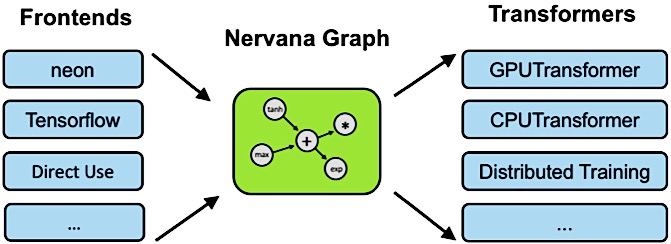 Frontends
neon
Tensorflow
Direct Use
...
Nervana Graph
tanh
*
+
max
exp
Transformers
GPUTransformer
CPUTransformer
Distributed Training
...